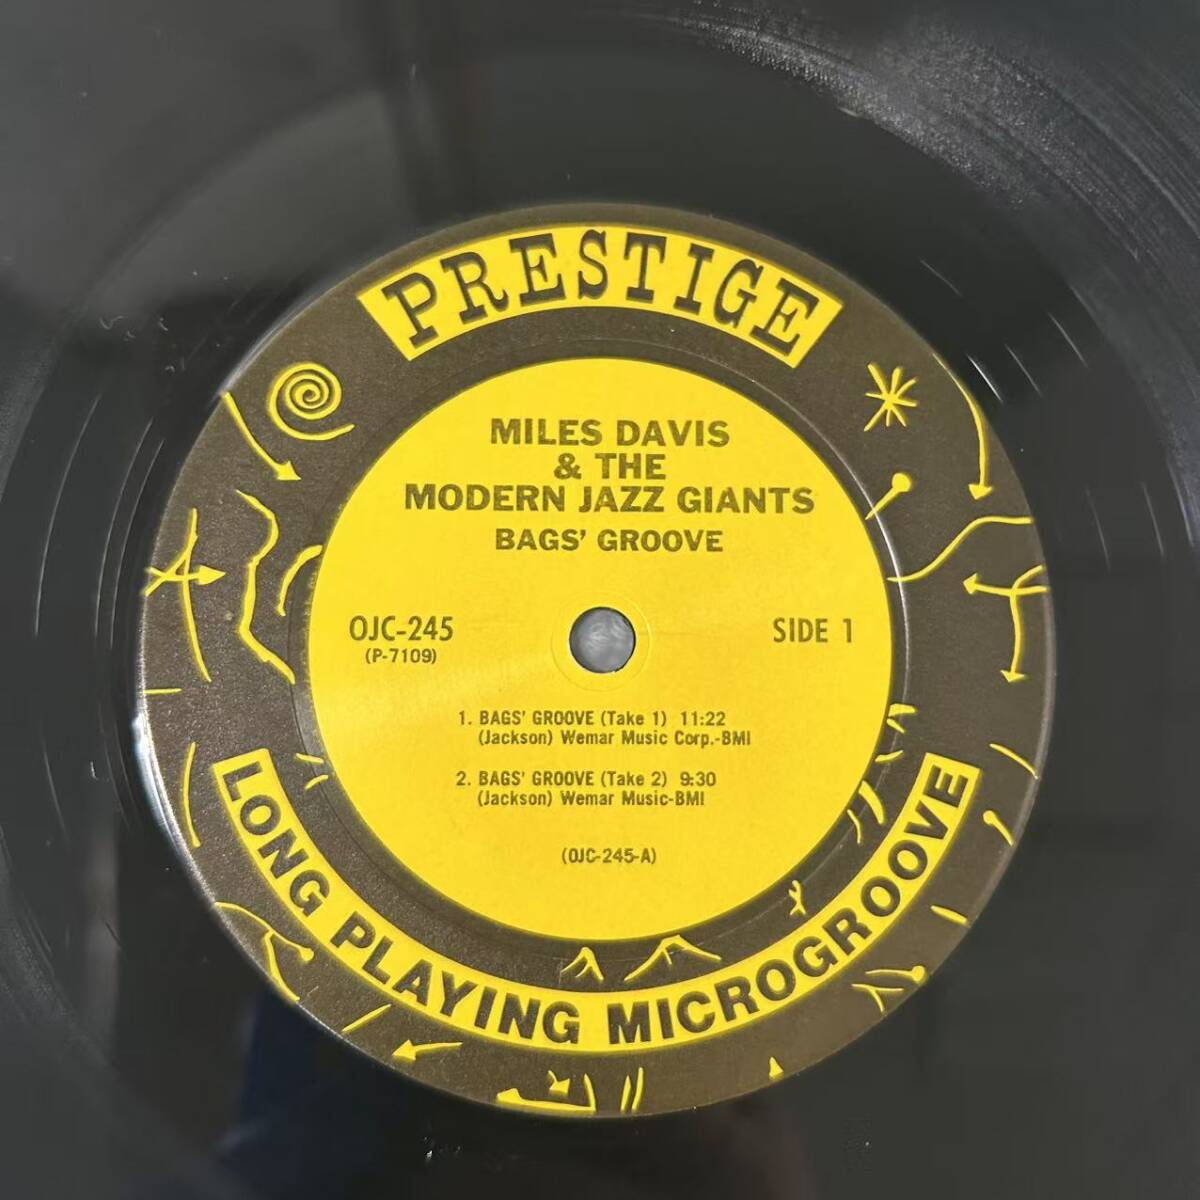 PRESTIGE
MILES DAVIS
& THE
MODERN JAZZ GIANTS
BAGS' GROOVE
OJC-245
(P-7109)
SIDE 1
1. BAGS' GROOVE (Take 1) 11:22
(Jackson) Wemar Music Corp.-BMI
2. BAGS' GROOVE (Take 2) 9:30
(Jackson) Wemar Music-BMI
(OJC-245-A)
LONG PLAYING MICROGROOVE